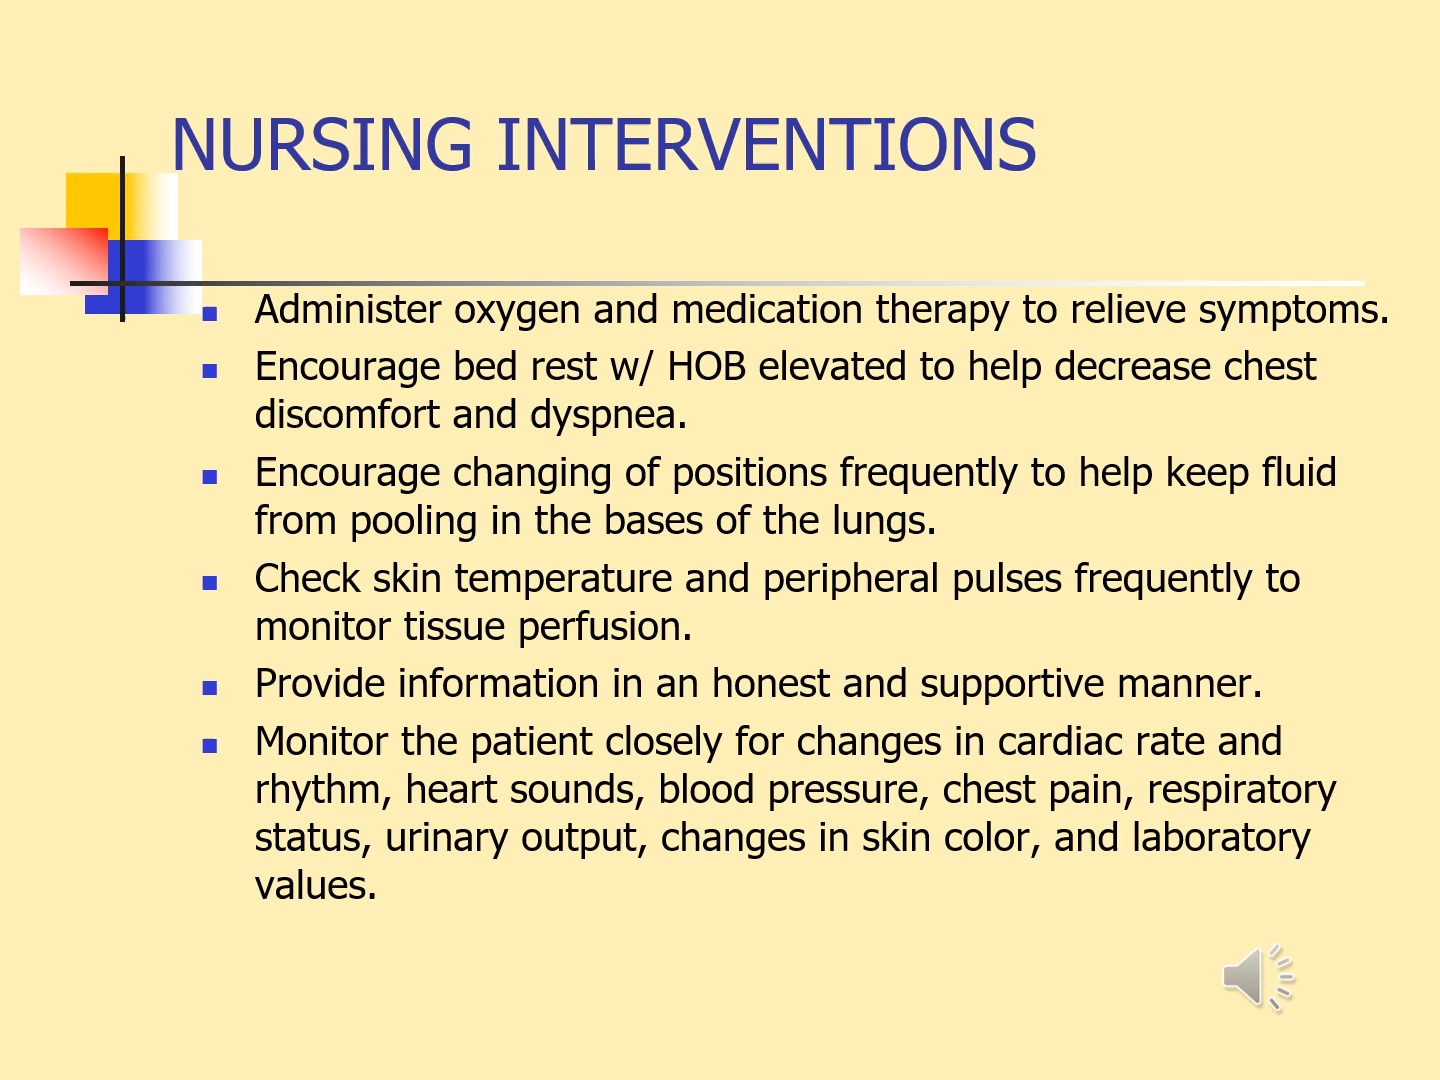 NURSING INTERVENTIONS
Administer oxygen and medication therapy to relieve symptoms.
Encourage bed rest w/ HOB elevated to help decrease chest
discomfort and dyspnea.
Encourage changing of positions frequently to help keep fluid
from pooling in the bases of the lungs.
Check skin temperature and peripheral pulses frequently to
monitor tissue perfusion.
Provide information in an honest and supportive manner.
Monitor the patient closely for changes in cardiac rate and
rhythm, heart sounds, blood pressure, chest pain, respiratory
status, urinary output, changes in skin color, and laboratory
values.